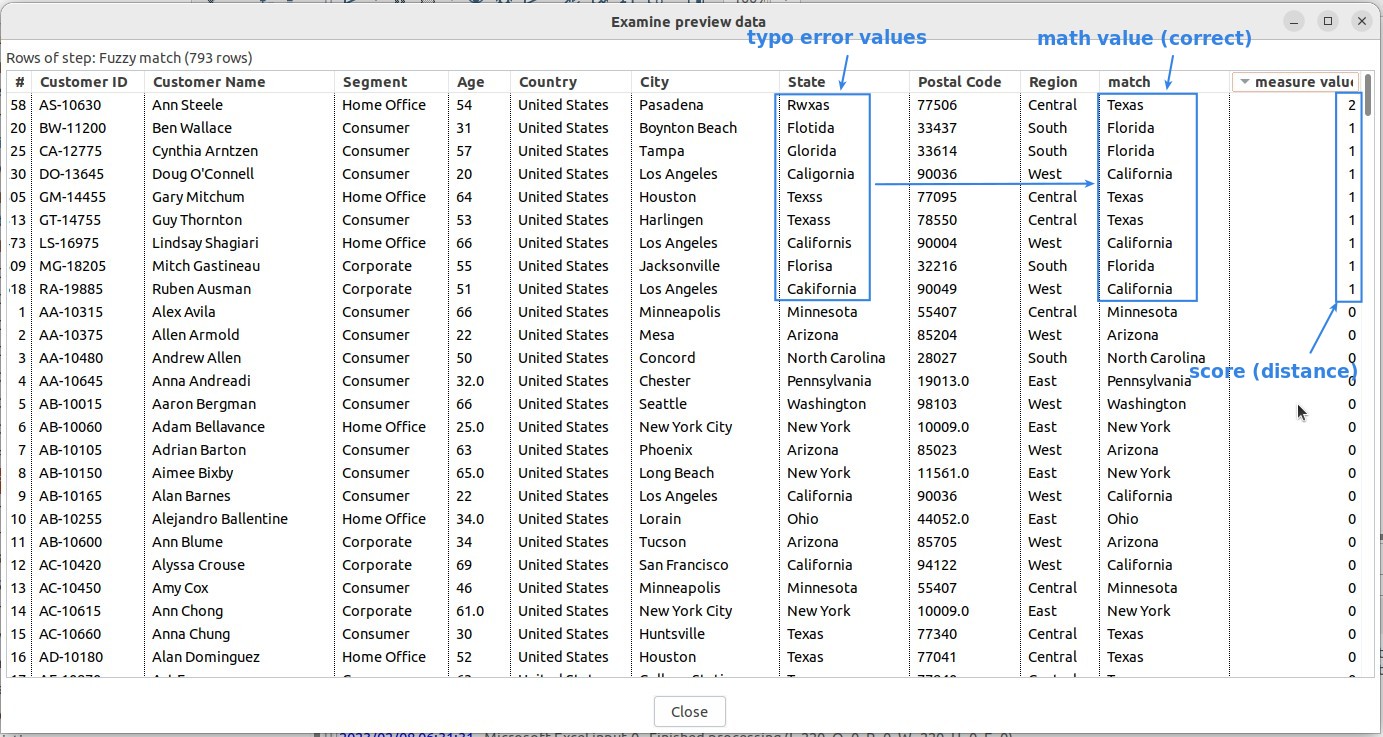 Examine preview data
typo error values math value (correct)
Rows of step: Fuzzy match (793 rows)
# Customer ID Customer Name Segment Age Country City State Postal Code Region match measure value
58 AS-10630 Ann Steele Home Office 54 United States Pasadena Rwxas 77506 Central Texas 2
20 BW-11200 Ben Wallace Consumer 31 United States Boynton Beach Flotida 33437 South Florida 1
25 CA-12775 Cynthia Arntzen Consumer 57 United States Tampa Glorida 33614 South Florida 1
30 DO-13645 Doug O'Connell Consumer 20 United States Los Angeles Caligornia 90036 West California 1
05 GM-14455 Gary Mitchum Home Office 64 United States Houston Texss 77095 Central Texas 1
13 GT-14755 Guy Thornton Consumer 53 United States Harlingen Texass 78550 Central Texas 1
73 LS-16975 Lindsay Shagiari Home Office 66 United States Los Angeles Californis 90004 West California 1
09 MG-18205 Mitch Gastineau Corporate 55 United States Jacksonville Florisa 32216 South Florida 1
18 RA-19885 Ruben Ausman Corporate 51 United States Los Angeles Cakifornia 90049 West California 1
1 AA-10315 Alex Avila Consumer 66 United States Minneapolis Minnesota 55407 Central Minnesota 0
2 AA-10375 Allen Armold Consumer 22 United States Mesa Arizona 85204 West Arizona 0
3 AA-10480 Andrew Allen Consumer 50 United States Concord North Carolina 28027 South North Carolina 0
score (distance)
4 AA-10645 Anna Andreadi Consumer 32.0 United States Chester Pennsylvania 19013.0 East Pennsylvania 0
5 AB-10015 Aaron Bergman Consumer 66 United States Seattle Washington 98103 West Washington 0
6 AB-10060 Adam Bellavance Home Office 25.0 United States New York City New York 10009.0 East New York 0
7 AB-10105 Adrian Barton Consumer 63 United States Phoenix Arizona 85023 West Arizona 0
8 AB-10150 Aimee Bixby Consumer 65.0 United States Long Beach New York 11561.0 East New York 0
9 AB-10165 Alan Barnes Consumer 22 United States Los Angeles California 90036 West California 0
10 AB-10255 Alejandro Ballentine Home Office 34.0 United States Lorain Ohio 44052.0 East Ohio 0
11 AB-10600 Ann Blume Corporate 34 United States Tucson Arizona 85705 West Arizona 0
12 AC-10420 Alyssa Crouse Corporate 69 United States San Francisco California 94122 West California 0
13 AC-10450 Amy Cox Consumer 46 United States Minneapolis Minnesota 55407 Central Minnesota 0
14 AC-10615 Ann Chong Corporate 61.0 United States New York City New York 10009.0 East New York 0
15 AC-10660 Anna Chung Consumer 30 United States Huntsville Texas 77340 Central Texas 0
16 AD-10180 Alan Dominguez Home Office 52 United States Houston Texas 77041 Central Texas 0
Close